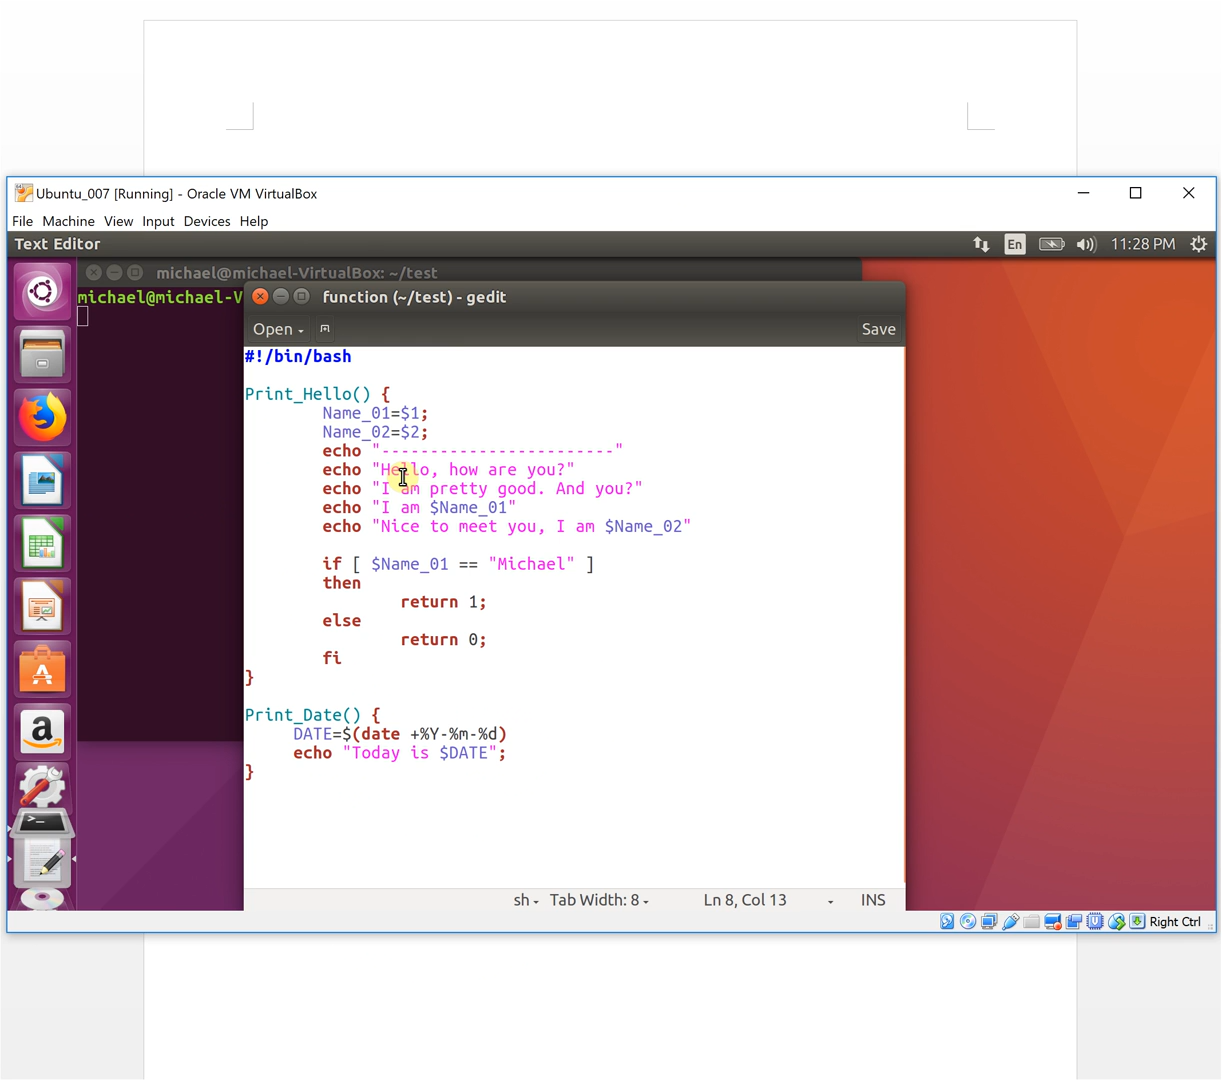 Ubuntu_007 [Running] - Oracle VM VirtualBox
File Machine View Input Devices Help
Text Editor
En
11:28 PM
michael@michael-VirtualBox: ~/test
michael@michael-V
function (~/test) - gedit
Open
Save
#!/bin/bash
Print_Hello() {
Name_01=$1;
Name_02=$2;
echo "------------------------"
echo "Hello, how are you?"
echo "I am pretty good. And you?"
echo "I am $Name_01"
echo "Nice to meet you, I am $Name_02"
if [ $Name_01 == "Michael" ]
then
return 1;
else
return 0;
fi
}
Print_Date() {
DATE=$(date +%Y-%m-%d)
echo "Today is $DATE";
}
sh Tab Width: 8 Ln 8, Col 13 INS
Right Ctrl